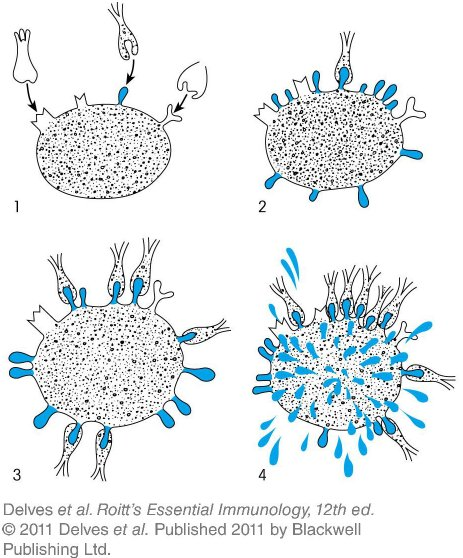 1
2
3
4
Delves et al. Roitt's Essential Immunology, 12th ed.
© 2011 Delves et al. Published 2011 by Blackwell
Publishing Ltd.